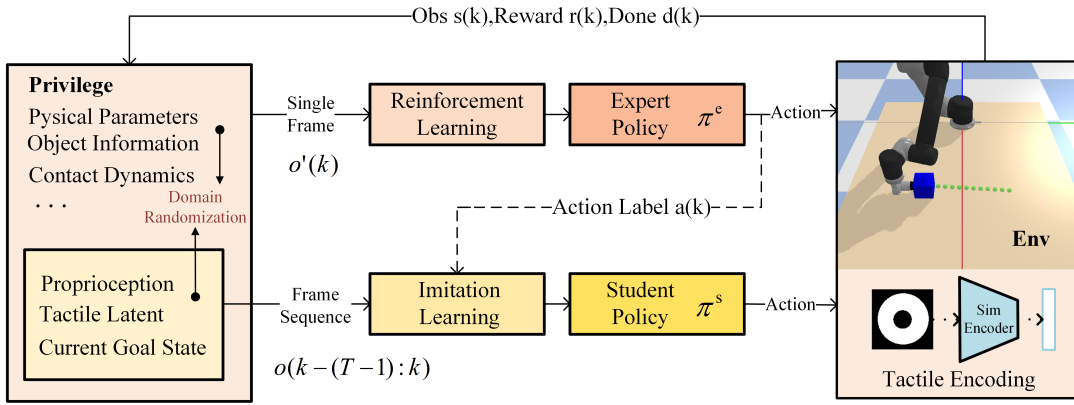 Obs s(k),Reward r(k),Done d(k)
Privilege
Pysical Parameters
Object Information
Contact Dynamics
. . .
Domain
Randomization
Proprioception
Tactile Latent
Current Goal State
Single
Frame
o'(k)
Reinforcement
Learning
Expert
Policy πᵉ
Action
Action Label a(k)
Frame
Sequence
o(k−(T−1):k)
Imitation
Learning
Student
Policy πˢ
Action
Env
Sim
Encoder
Tactile Encoding